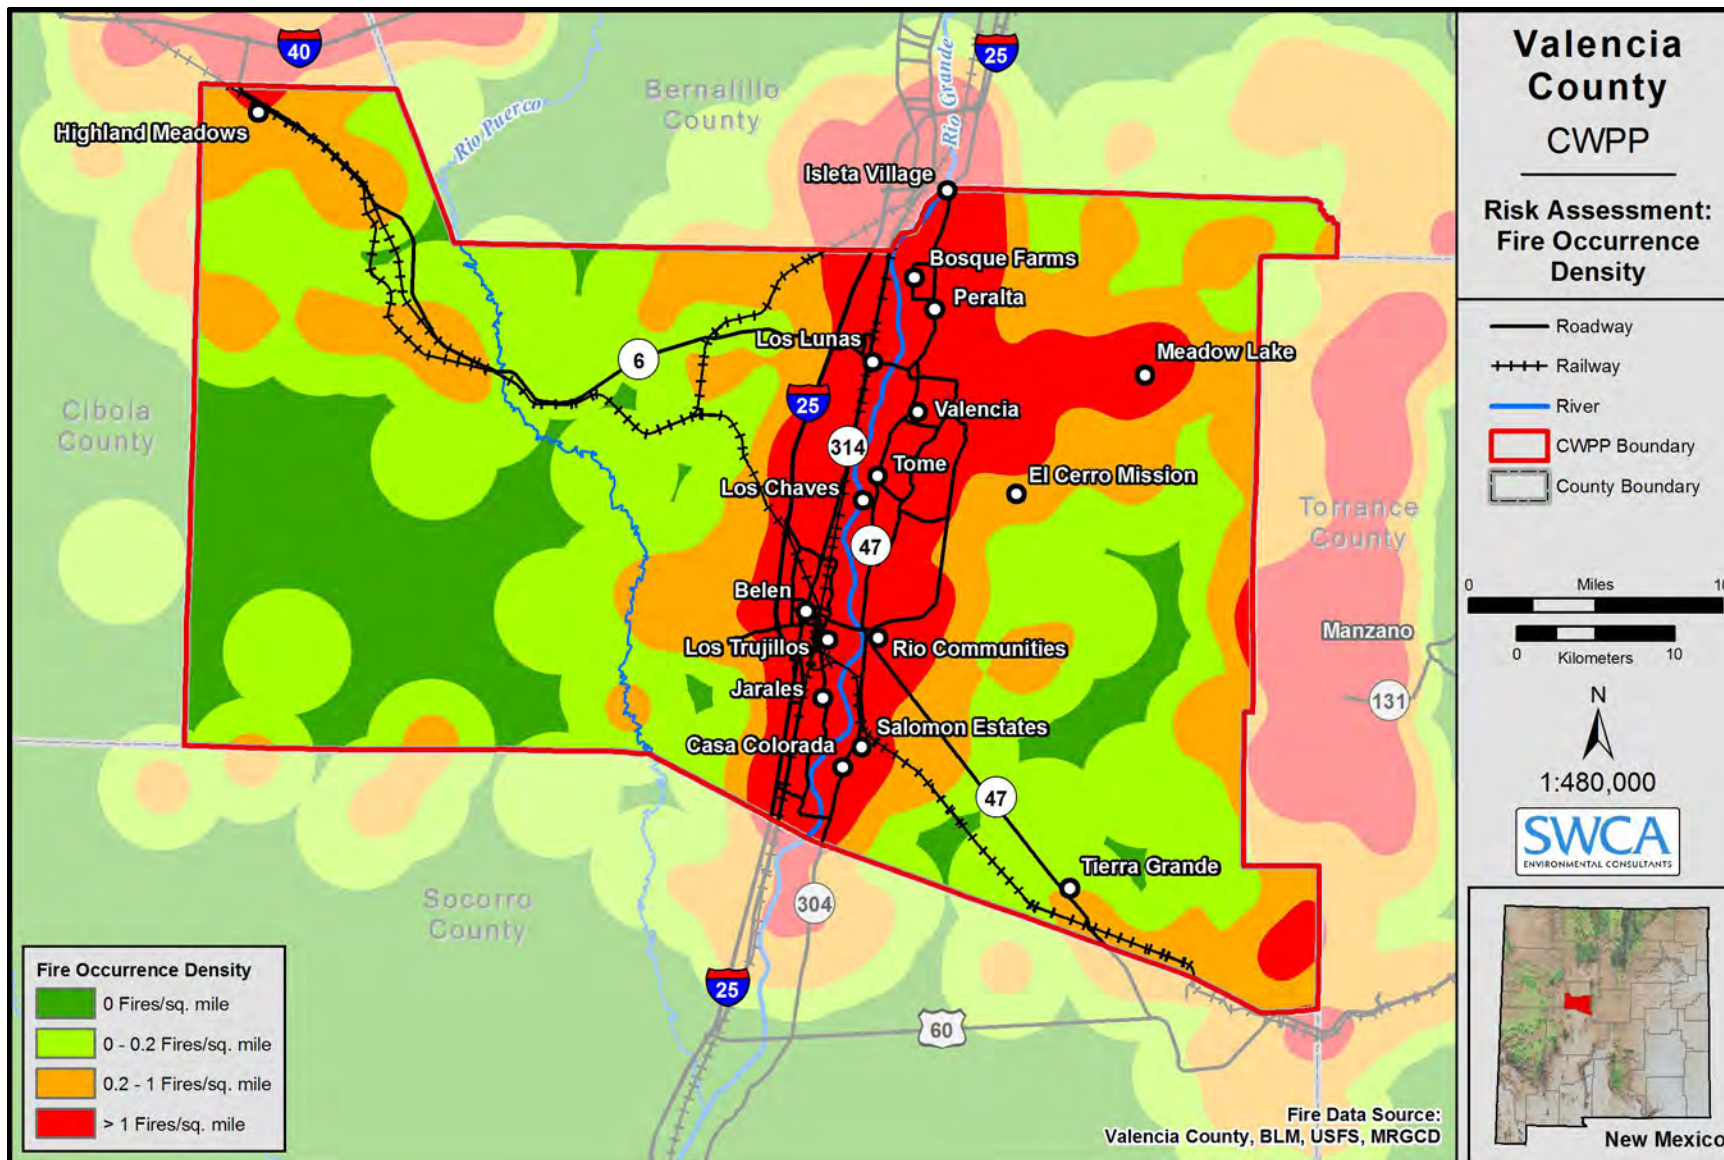 40
25
Bernalillo
County
Rio Puerco
Rio Grande
Highland Meadows
Isleta Village
Bosque Farms
Peralta
Los Lunas
Meadow Lake
6
25
Valencia
Cibola
County
314
Tome
El Cerro Mission
Los Chaves
Torrance
County
47
Belen
Los Trujillos
Rio Communities
Manzano
Jarales
131
Salomon Estates
Casa Colorada
47
Tierra Grande
304
Socorro
County
25
60
Fire Occurrence Density
0 Fires/sq. mile
0 - 0.2 Fires/sq. mile
0.2 - 1 Fires/sq. mile
> 1 Fires/sq. mile
Fire Data Source:
Valencia County, BLM, USFS, MRGCD
Valencia
County
CWPP
Risk Assessment:
Fire Occurrence
Density
Roadway
Railway
River
CWPP Boundary
County Boundary
0 Miles 10
0 Kilometers 10
N
1:480,000
SWCA
ENVIRONMENTAL CONSULTANTS
New Mexico